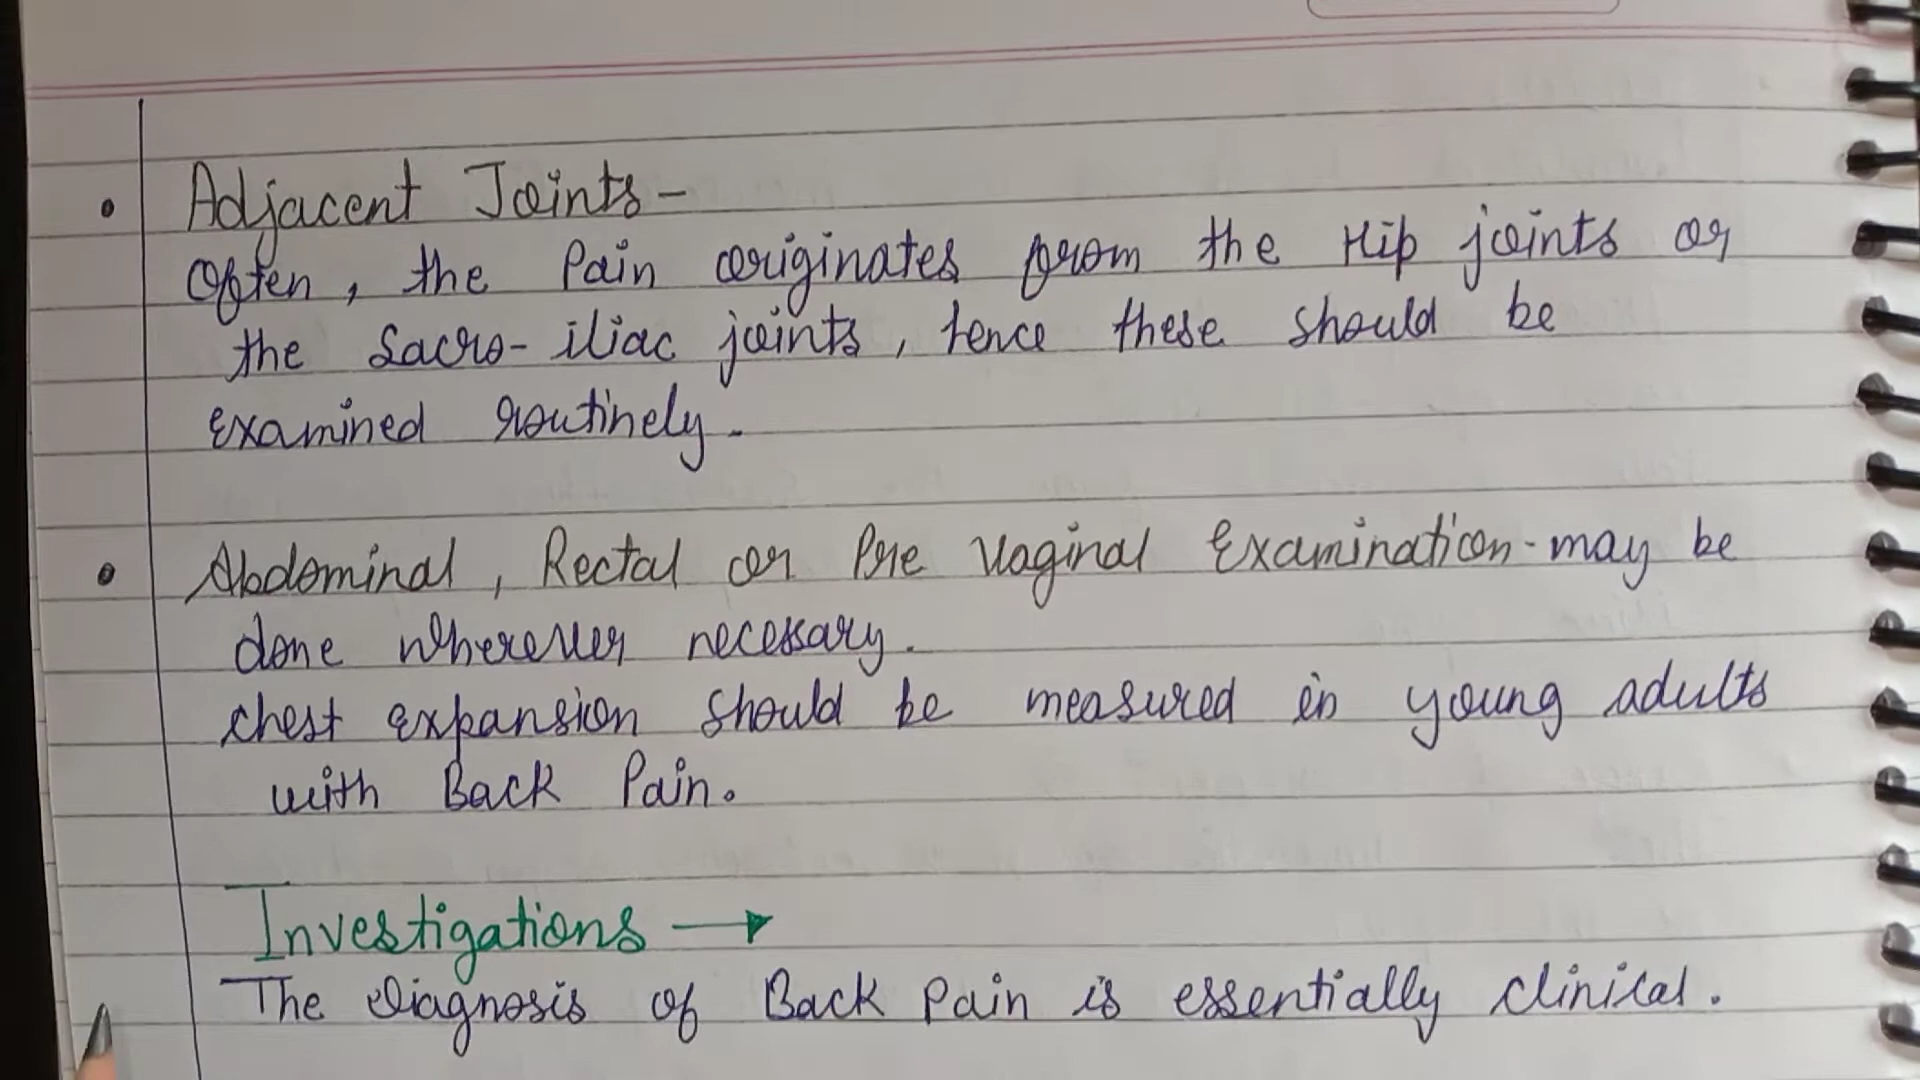 • Adjacent Joints -
Often, the Pain originates from the Hip joints or
the Sacro-iliac joints, hence these should be
examined routinely.
• Abdominal, Rectal or Pre Vaginal Examination - may be
done wherever necessary.
chest expansion should be measured in young adults
with Back Pain.
Investigations →
The diagnosis of Back Pain is essentially clinical.